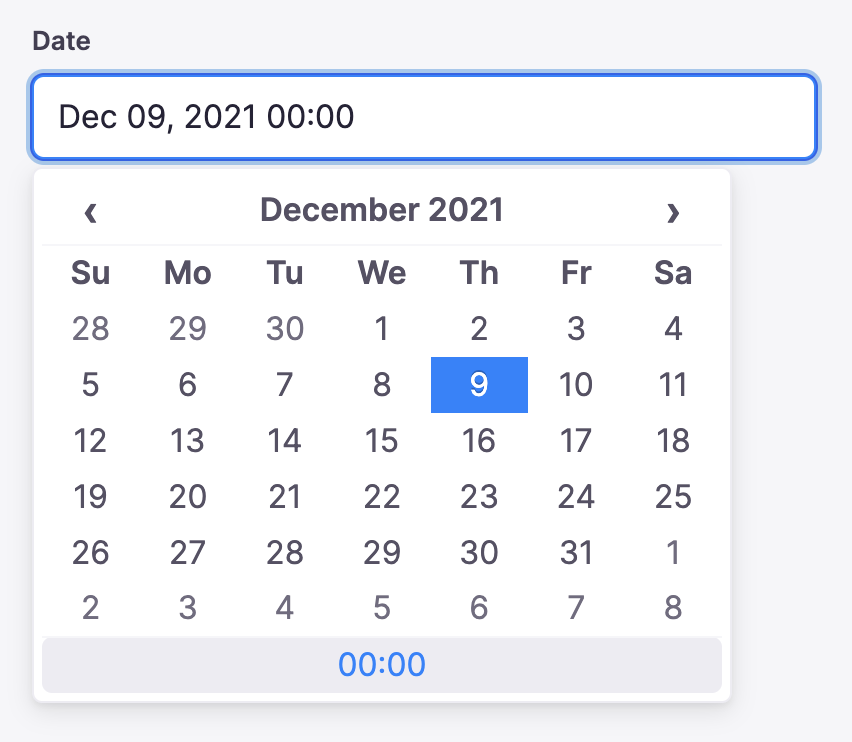 Date
Dec 09, 2021 00:00
‹ December 2021 ›
Su Mo Tu We Th Fr Sa
28 29 30 1 2 3 4
5 6 7 8 9 10 11
12 13 14 15 16 17 18
19 20 21 22 23 24 25
26 27 28 29 30 31 1
2 3 4 5 6 7 8
00:00